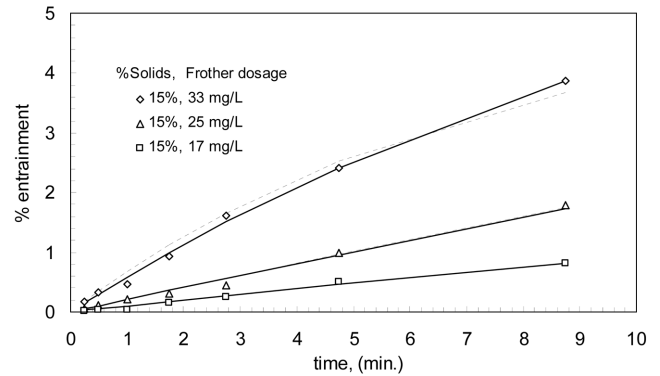 5
4
3
2
1
0
% entrainment
%Solids, Frother dosage
15%, 33 mg/L
15%, 25 mg/L
15%, 17 mg/L
0 1 2 3 4 5 6 7 8 9 10
time, (min.)